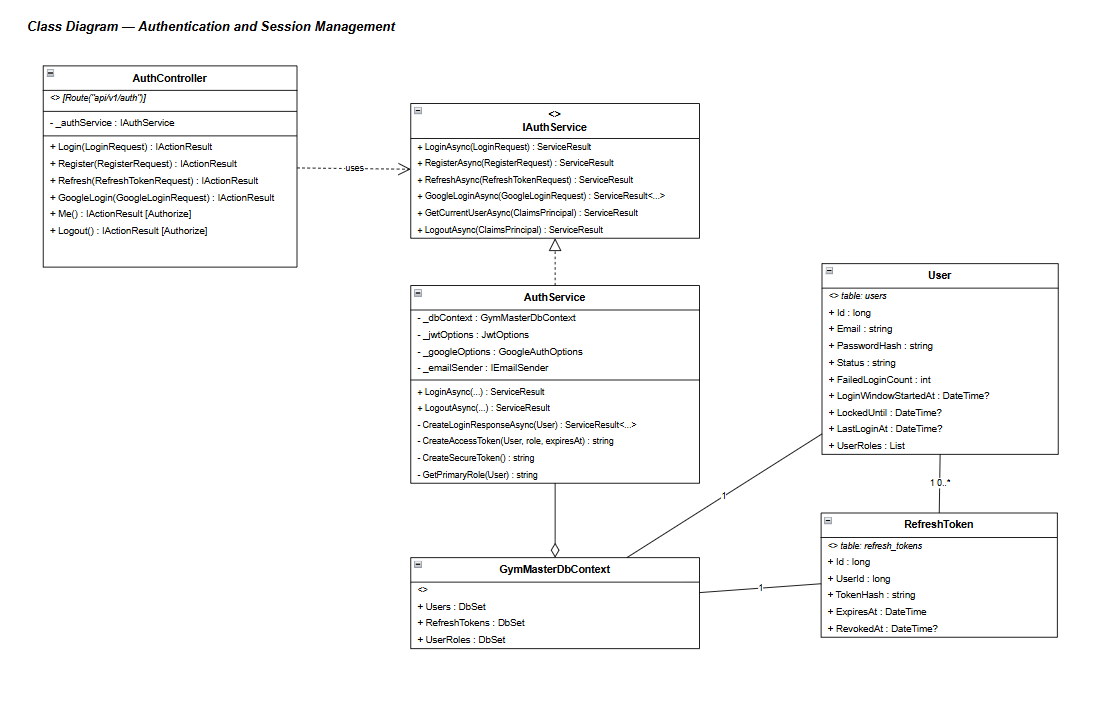 Class Diagram — Authentication and Session Management
AuthController
<> [Route("api/v1/auth")]
- _authService : IAuthService
+ Login(LoginRequest) : IActionResult
+ Register(RegisterRequest) : IActionResult
+ Refresh(RefreshTokenRequest) : IActionResult
+ GoogleLogin(GoogleLoginRequest) : IActionResult
+ Me() : IActionResult [Authorize]
+ Logout() : IActionResult [Authorize]
uses
<>
IAuthService
+ LoginAsync(LoginRequest) : ServiceResult
+ RegisterAsync(RegisterRequest) : ServiceResult
+ RefreshAsync(RefreshTokenRequest) : ServiceResult
+ GoogleLoginAsync(GoogleLoginRequest) : ServiceResult<...>
+ GetCurrentUserAsync(ClaimsPrincipal) : ServiceResult
+ LogoutAsync(ClaimsPrincipal) : ServiceResult
AuthService
- _dbContext : GymMasterDbContext
- _jwtOptions : JwtOptions
- _googleOptions : GoogleAuthOptions
- _emailSender : IEmailSender
+ LoginAsync(...) : ServiceResult
+ LogoutAsync(...) : ServiceResult
- CreateLoginResponseAsync(User) : ServiceResult<...>
- CreateAccessToken(User, role, expiresAt) : string
- CreateSecureToken() : string
- GetPrimaryRole(User) : string
User
<> table: users
+ Id : long
+ Email : string
+ PasswordHash : string
+ Status : string
+ FailedLoginCount : int
+ LoginWindowStartedAt : DateTime?
+ LockedUntil : DateTime?
+ LastLoginAt : DateTime?
+ UserRoles : List
1 0..*
1
RefreshToken
<> table: refresh_tokens
+ Id : long
+ UserId : long
+ TokenHash : string
+ ExpiresAt : DateTime
+ RevokedAt : DateTime?
1
GymMasterDbContext
<>
+ Users : DbSet
+ RefreshTokens : DbSet
+ UserRoles : DbSet